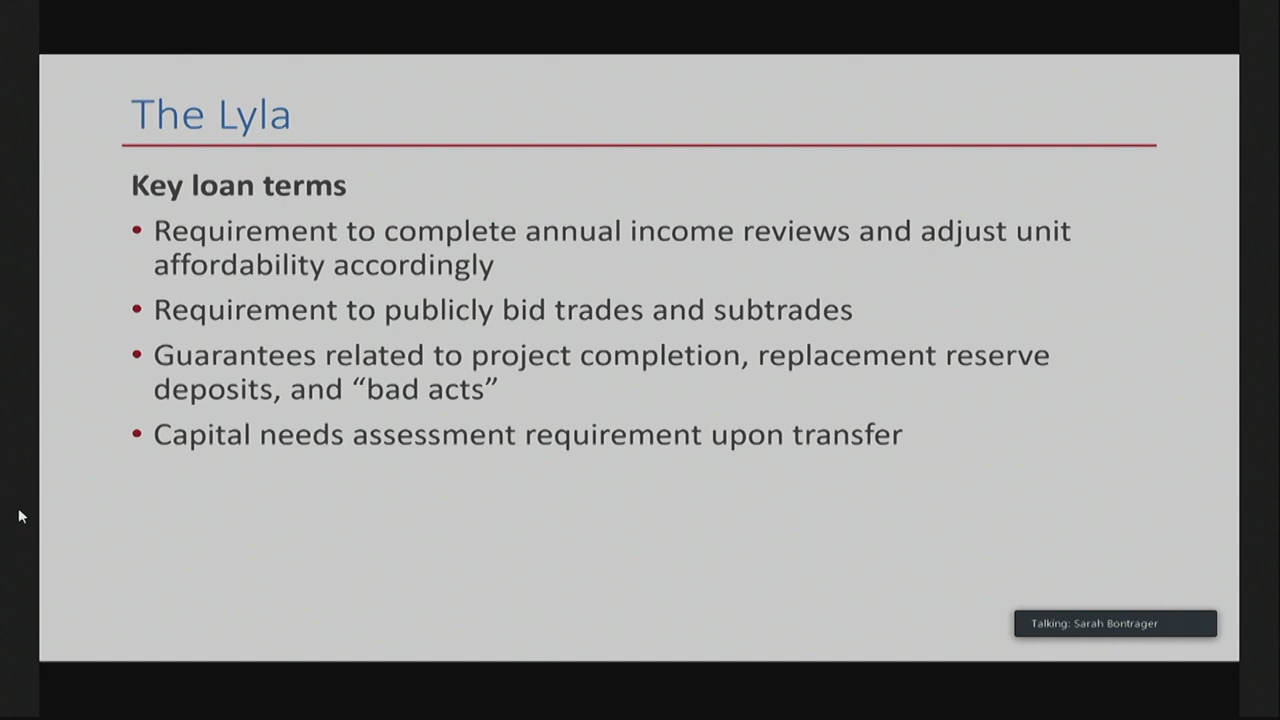 The Lyla
Key loan terms
• Requirement to complete annual income reviews and adjust unit
affordability accordingly
• Requirement to publicly bid trades and subtrades
• Guarantees related to project completion, replacement reserve
deposits, and “bad acts”
• Capital needs assessment requirement upon transfer
Talking: Sarah Bontrager